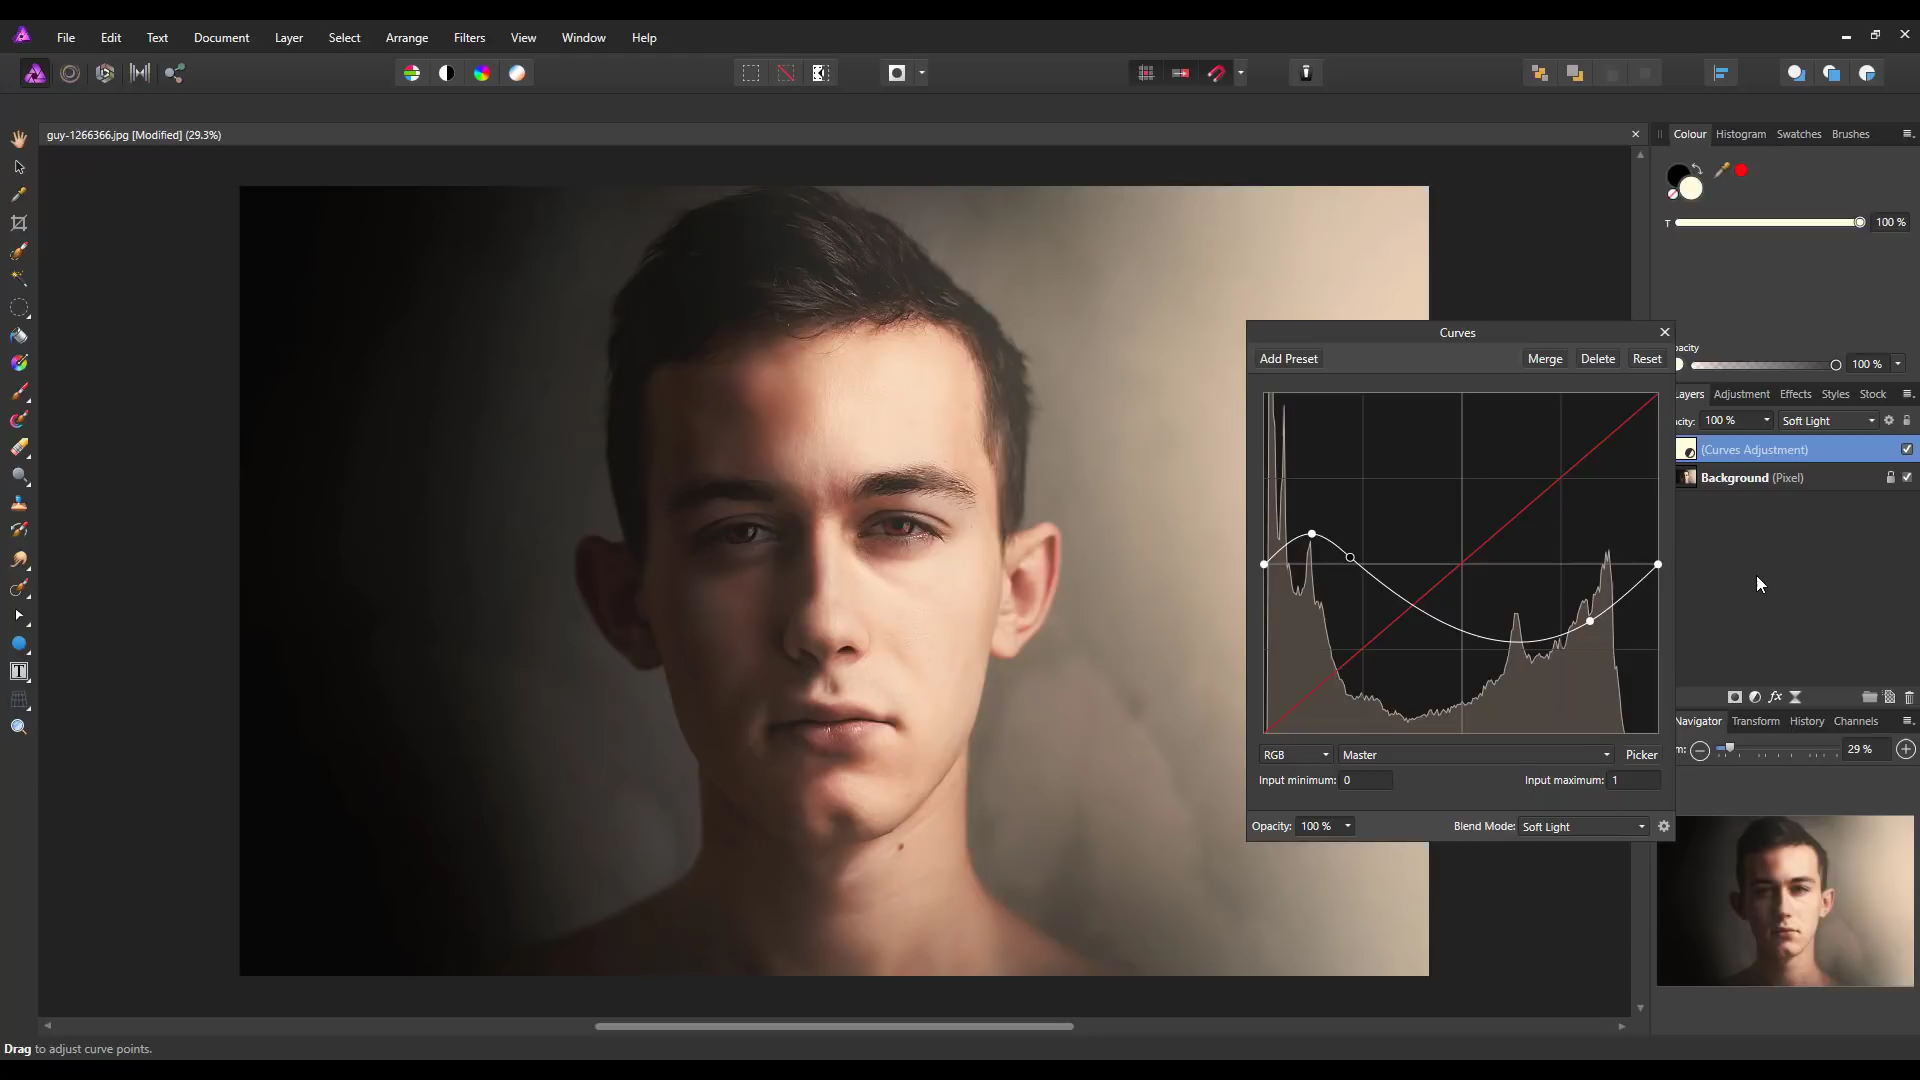 File Edit Text Document Layer Select Arrange Filters View Window Help
guy-1266366.jpg [Modified] (29.3%)
Colour Histogram Swatches Brushes
T 100 %
Curves
Add Preset Merge Delete Reset
acity
100 %
ayers Adjustment Effects Styles Stock
city: 100 % Soft Light
(Curves Adjustment)
Background (Pixel)
fx
Navigator Transform History Channels
m: 29 %
RGB Master Picker
Input minimum: 0 Input maximum: 1
Opacity: 100 % Blend Mode: Soft Light
T
Drag to adjust curve points.